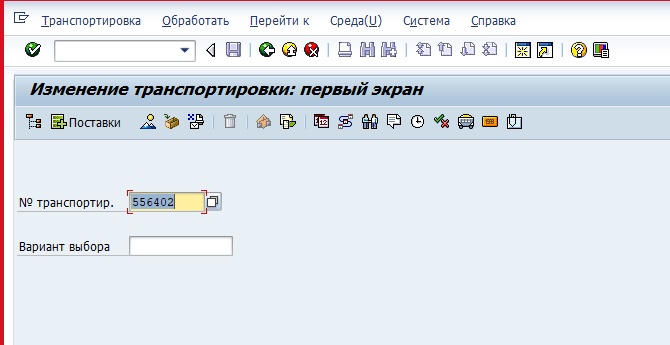 Транспортировка Обработать Перейти к Среда(U) Система Справка
Изменение транспортировки: первый экран
Поставки
№ транспортир. 556402
Вариант выбора